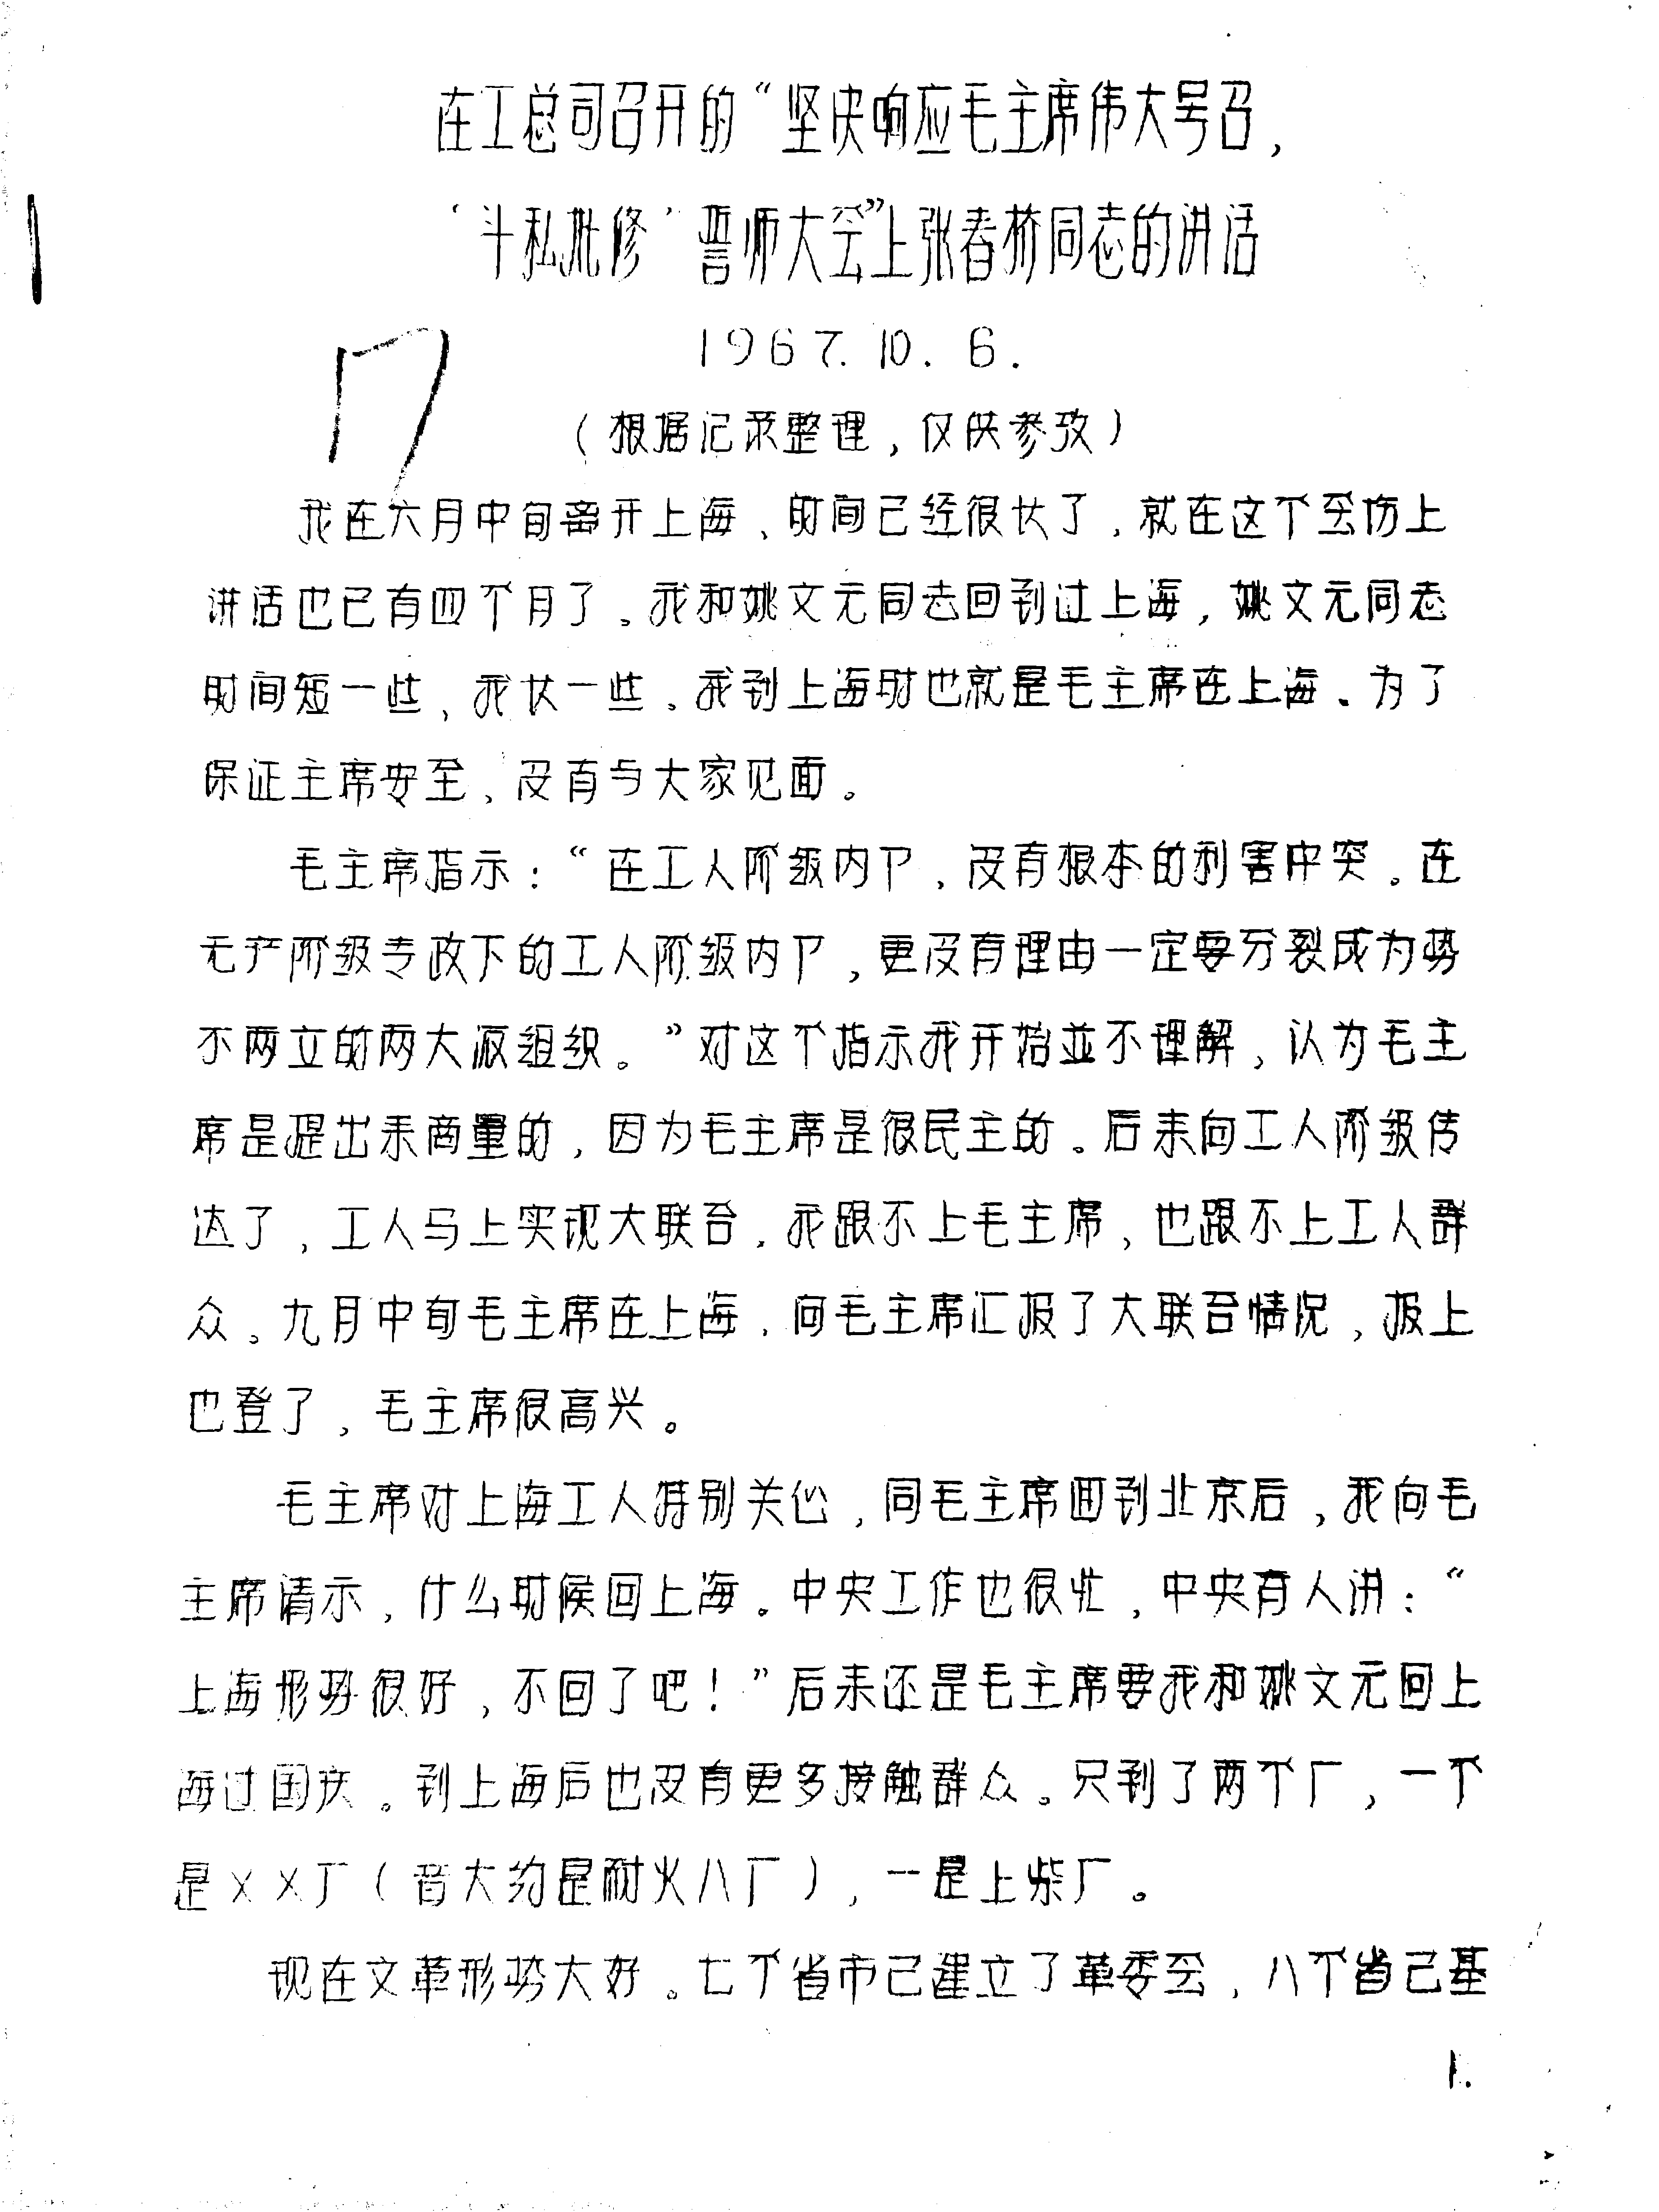 在工总司召开的“坚决响应毛主席伟大号召，
‘斗私批修’誓师大会”上张春桥同志的讲话
1967.10.6.
（根据记录整理，仅供参攷）
我在六月中旬离开上海、时间已经很长了，就在这个会场上
讲话也已有四个月了。我和姚文元同志回到过上海，姚文元同志
时间短一些、我长一些。我到上海时也就是毛主席在上海、为了
保证主席安全、没有与大家见面。
毛主席指示：“在工人阶级内卩、没有根本的利害冲突。在
无产阶级专政下的工人阶级内卩，更没有理由一定要分裂成为势
不两立的两大派组织。”对这个指示我开始並不理解，认为毛主
席是提出来商量的，因为毛主席是很民主的。后来向工人阶级传
达了，工人马上实现大联合，我跟不上毛主席，也跟不上工人群
众。九月中旬毛主席在上海，向毛主席汇报了大联合情况，报上
也登了，毛主席很高兴。
毛主席对上海工人特别关心，同毛主席回到北京后，我向毛
主席请示，什么时候回上海。中央工作也很忙，中央有人讲：“
上海形势很好，不回了吧！”后来还是毛主席要我和姚文元回上
海过国庆。到上海后也没有更多接触群众。只到了两个厂，一个
是××厂（音大约是耐火八厂），一是上柴厂。
现在文革形势大好。七个省市已建立了革委会，八个省已基
1.